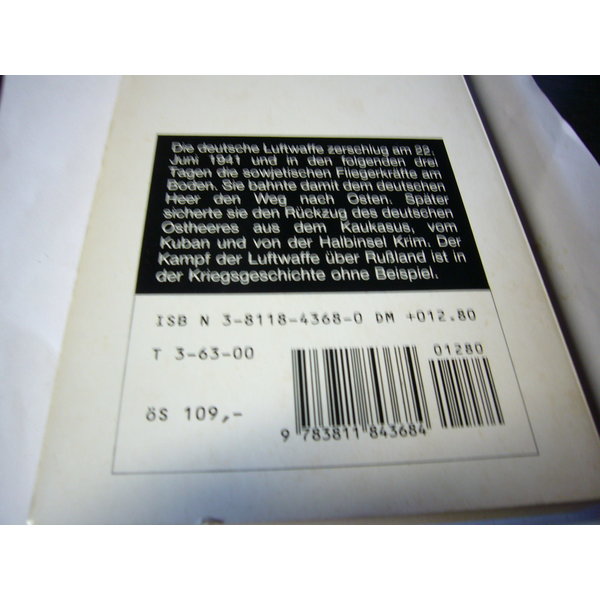 Die deutsche Luftwaffe zerschlug am 22.
Juni 1941 und in den folgenden drei
Tagen die sowjetischen Fliegerkräfte am
Boden. Sie bahnte damit dem deutschen
Heer den Weg nach Osten. Später
sicherte sie den Rückzug des deutschen
Ostheeres aus dem Kaukasus, vom
Kuban und von der Halbinsel Krim. Der
Kampf der Luftwaffe über Rußland ist in
der Kriegsgeschichte ohne Beispiel.
ISB N 3-8118-4368-0 DM +012.80
T 3-63-00
01280
öS 109,-
9 783811 843684